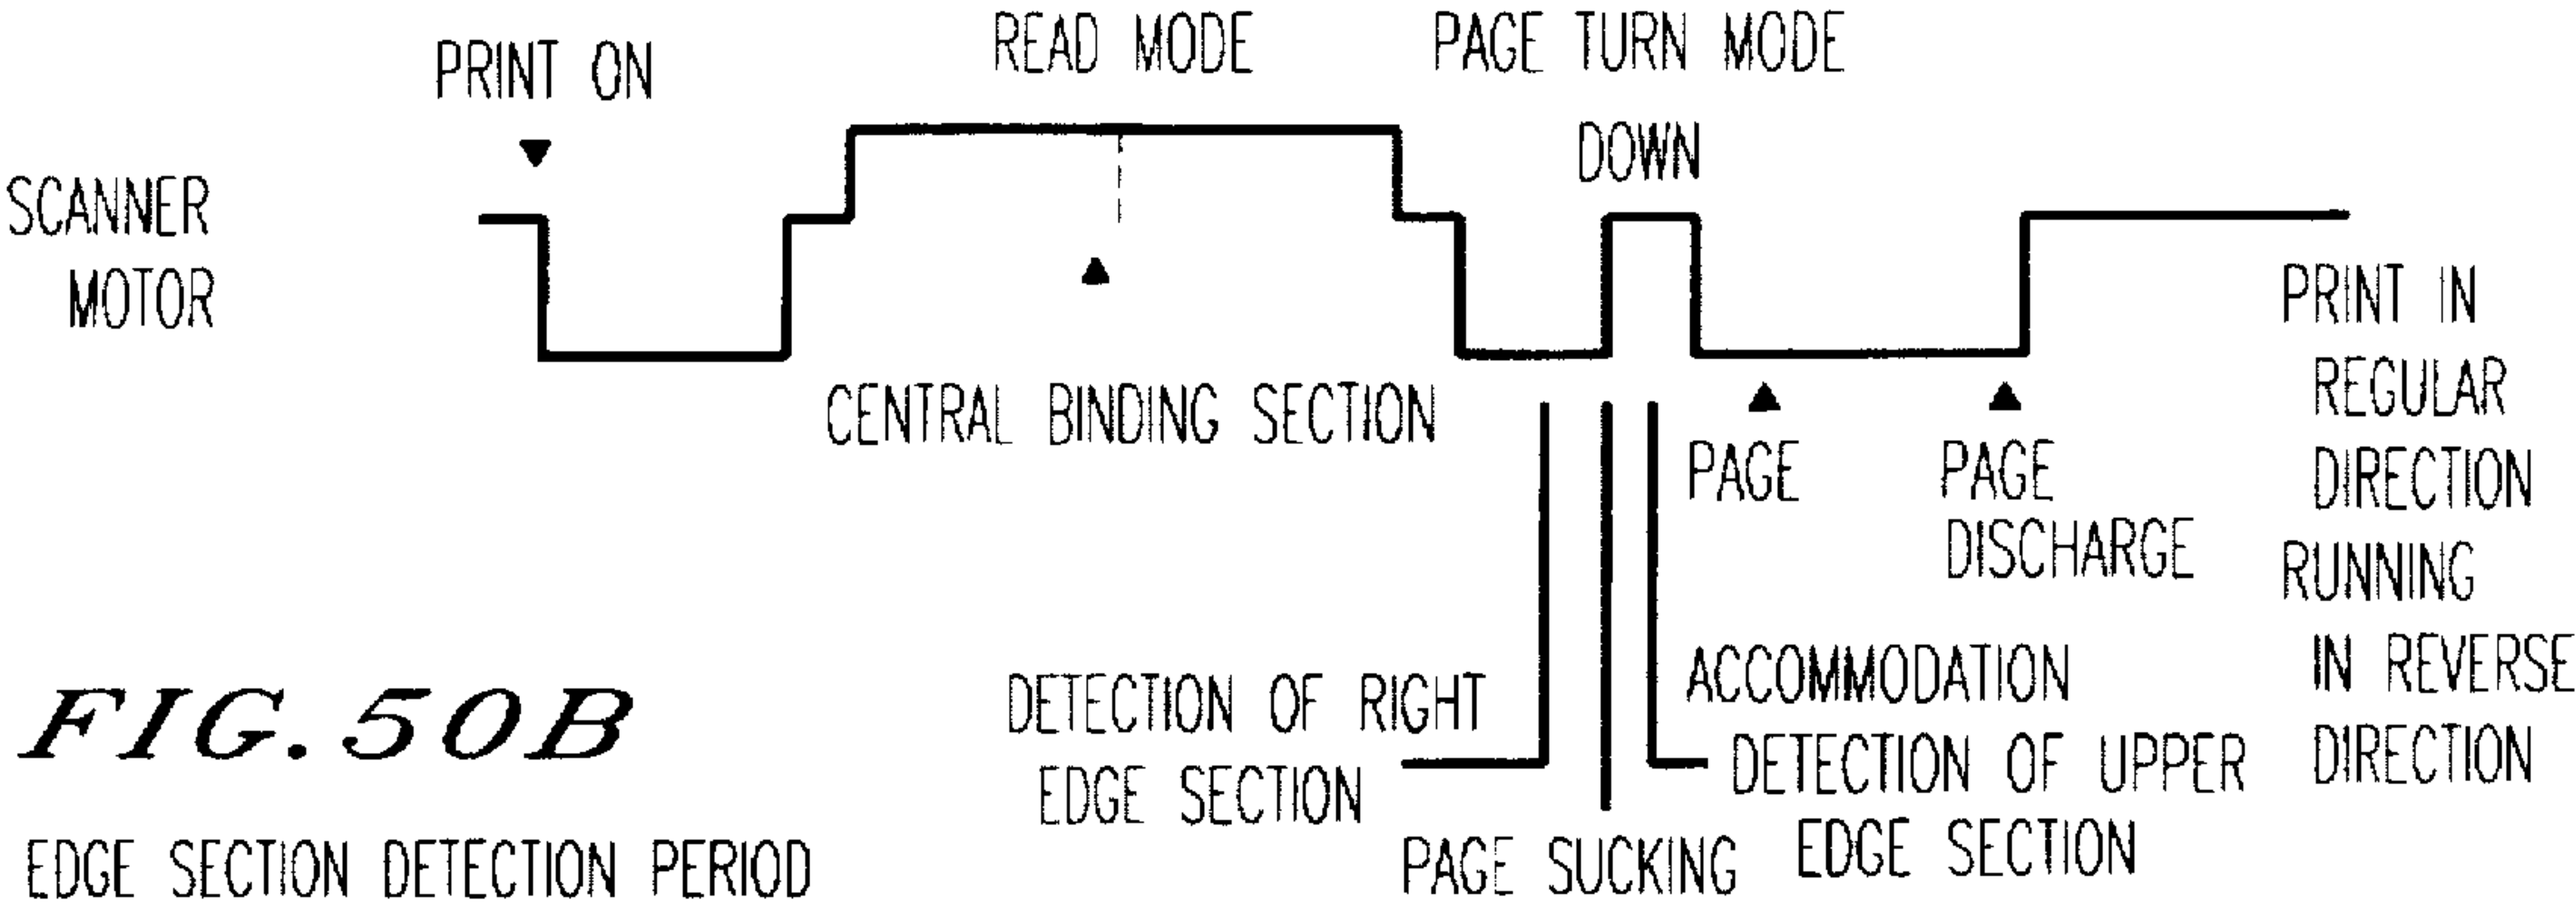 READ MODE
PAGE TURN MODE
PRINT ON
DOWN
SCANNER
MOTOR
CENTRAL BINDING SECTION
PAGE
PAGE
DISCHARGE
PRINT IN
REGULAR
DIRECTION
RUNNING
IN REVERSE
DIRECTION
DETECTION OF RIGHT
EDGE SECTION
ACCOMMODATION
DETECTION OF UPPER
EDGE SECTION
PAGE SUCKING
FIG. 50B
EDGE SECTION DETECTION PERIOD